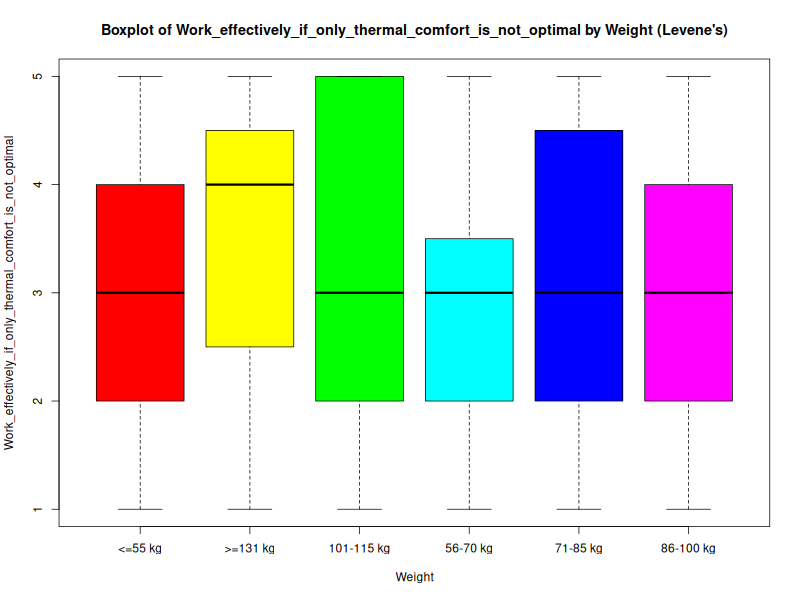 Boxplot of Work_effectively_if_only_thermal_comfort_is_not_optimal by Weight (Levene's)
Work_effectively_if_only_thermal_comfort_is_not_optimal
5
4
3
2
1
<=55 kg >=131 kg 101-115 kg 56-70 kg 71-85 kg 86-100 kg
Weight